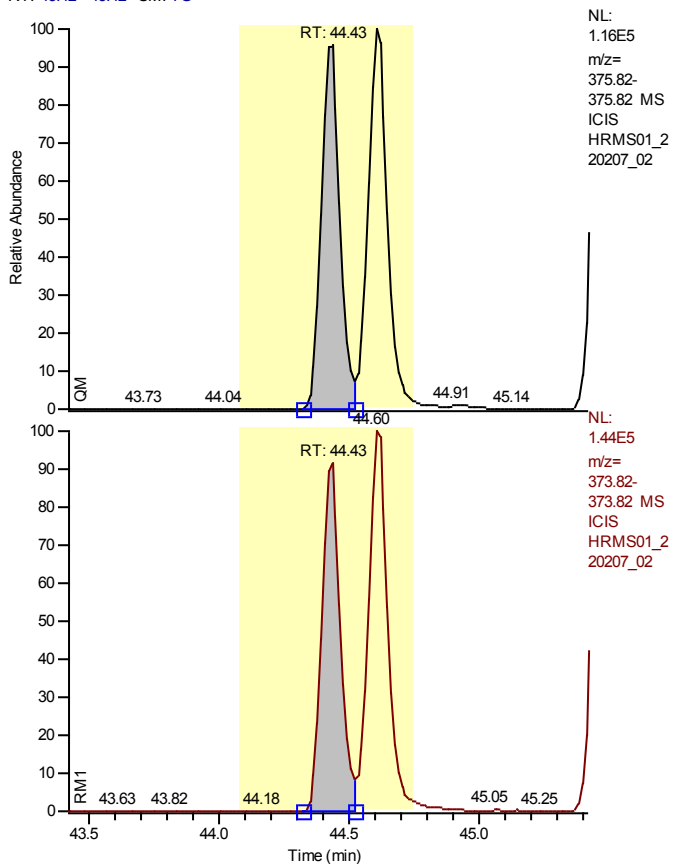 NL:
1.16E5
m/z=
375.82-
375.82 MS
ICIS
HRMS01_2
20207_02
RT: 44.43
100
90
80
70
60
50
40
30
20
10
0
Relative Abundance
QM
43.73
44.04
44.91
45.14
44.60
NL:
1.44E5
m/z=
373.82-
373.82 MS
ICIS
HRMS01_2
20207_02
RT: 44.43
100
90
80
70
60
50
40
30
20
10
0
RM1
43.63
43.82
44.18
45.05
45.25
43.5
44.0
44.5
45.0
Time (min)